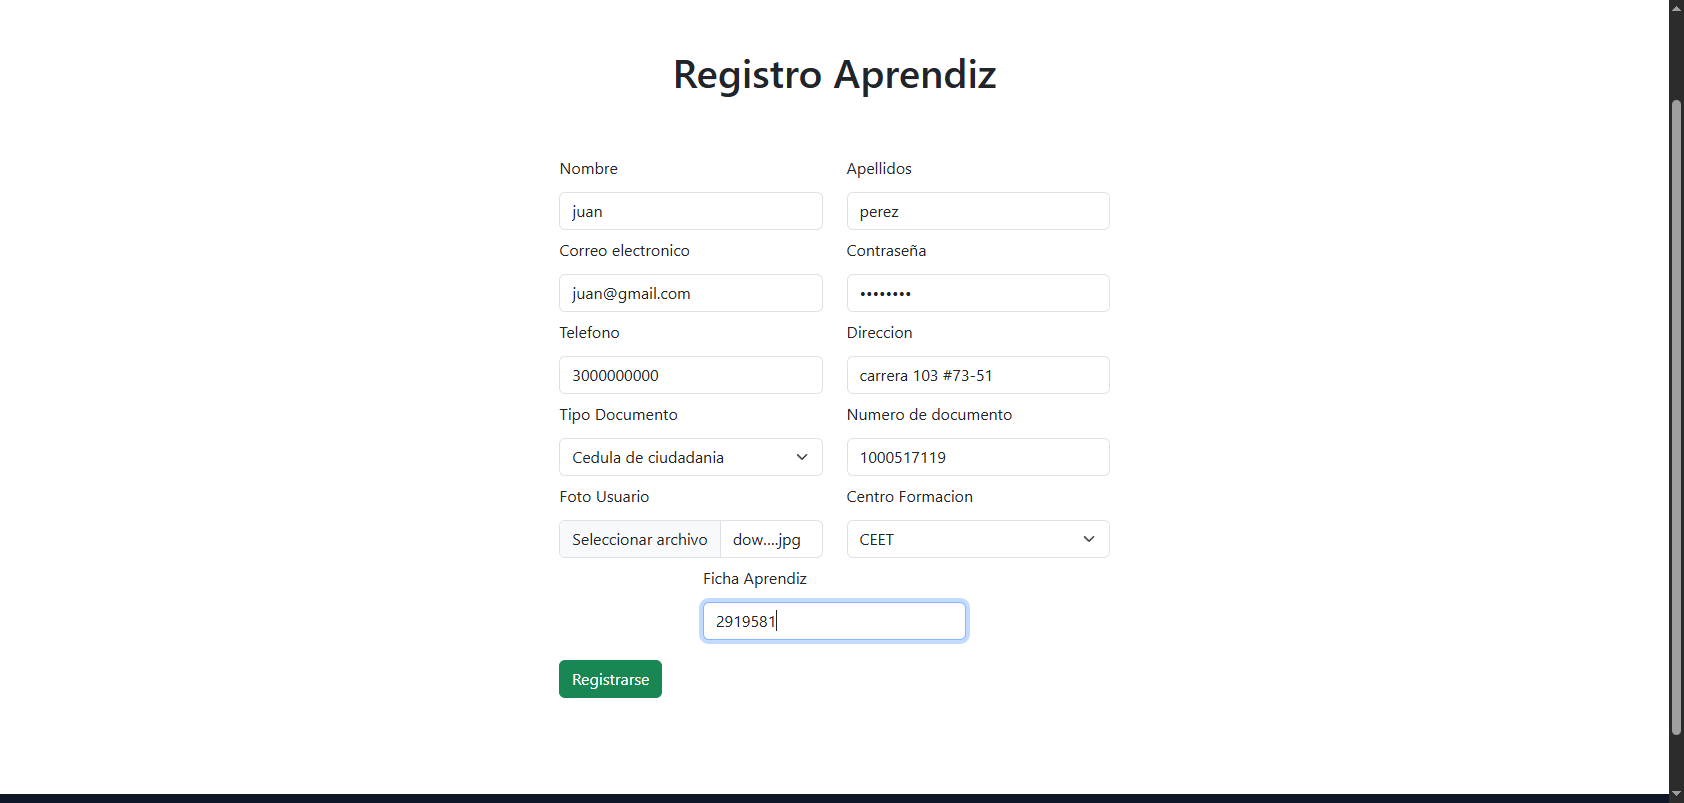 Registro Aprendiz
Nombre Apellidos
juan perez
Correo electronico Contraseña
juan@gmail.com ••••••••
Telefono Direccion
3000000000 carrera 103 #73-51
Tipo Documento Numero de documento
Cedula de ciudadania 1000517119
Foto Usuario Centro Formacion
Seleccionar archivo dow....jpg CEET
Ficha Aprendiz
2919581
Registrarse